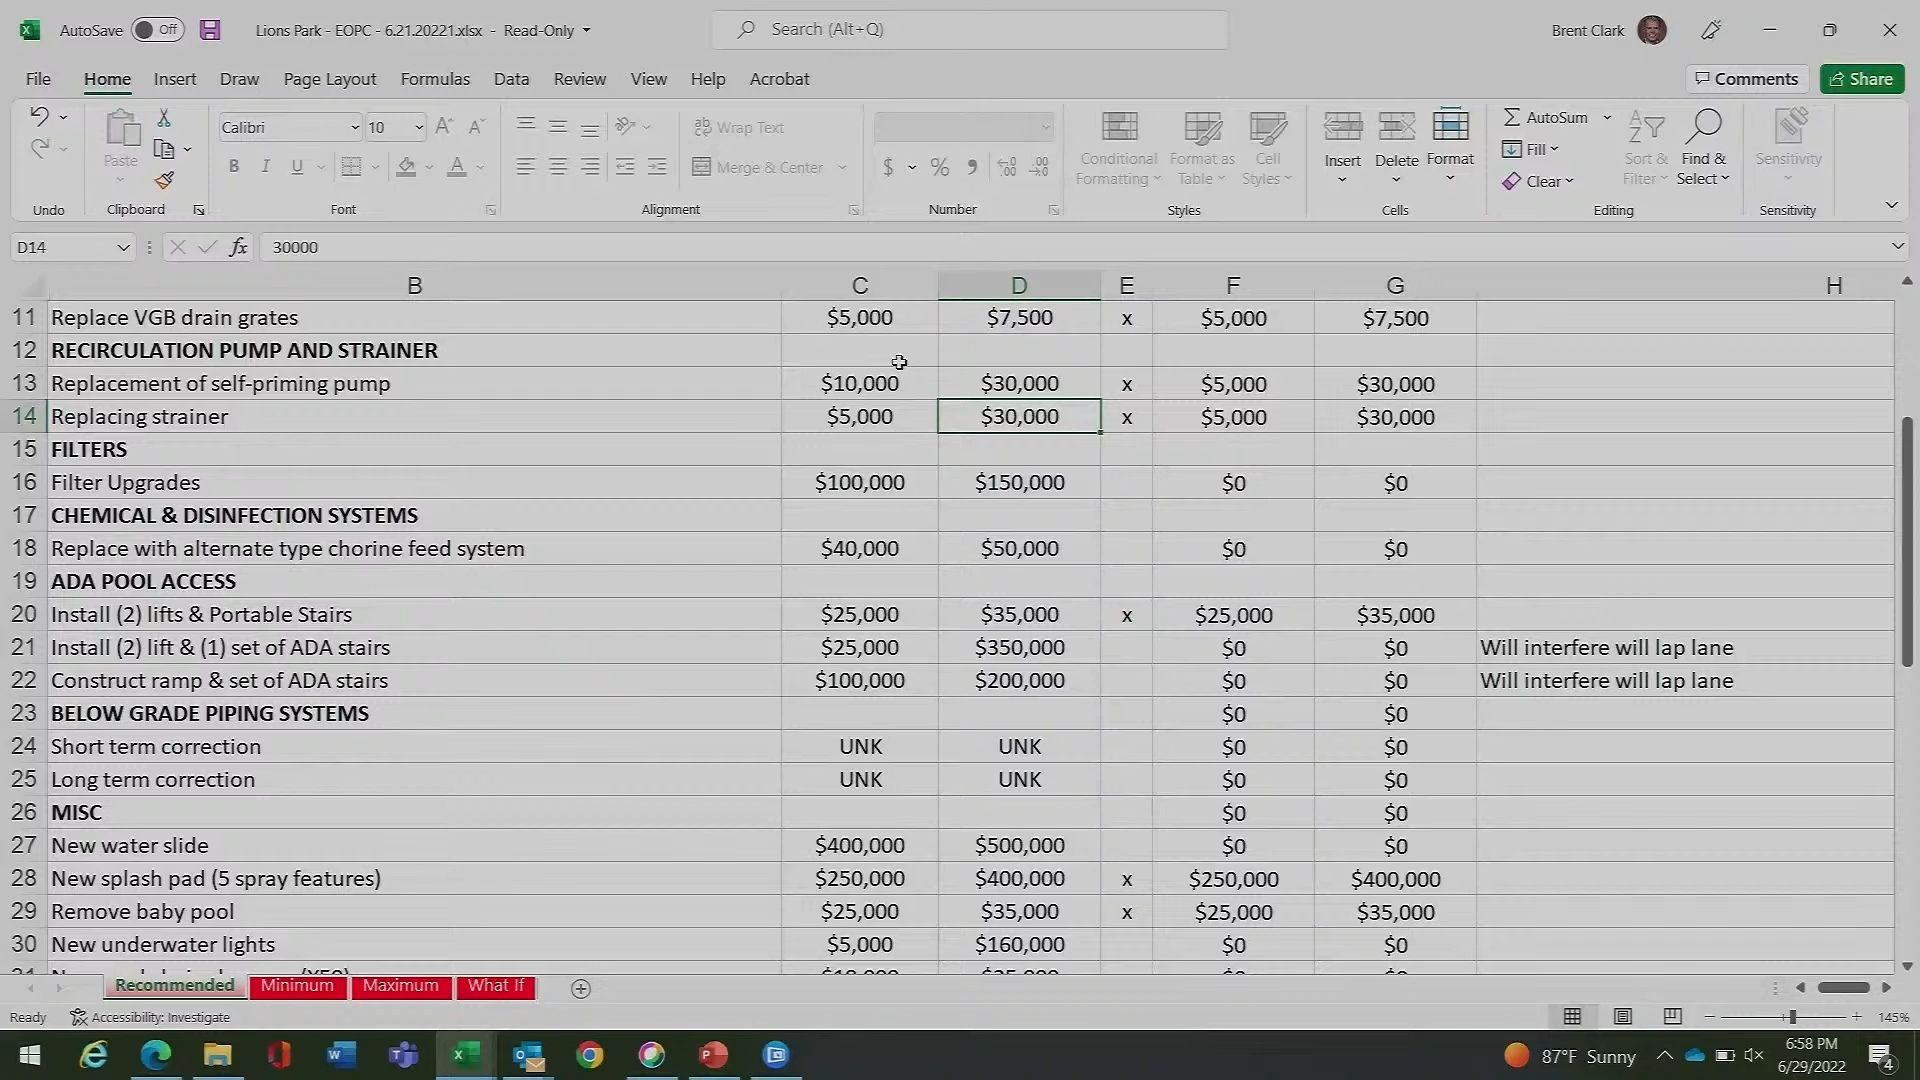 AutoSave Off Lions Park - EOPC - 6.21.20221.xlsx - Read-Only Search (Alt+Q) Brent Clark
File Home Insert Draw Page Layout Formulas Data Review View Help Acrobat Comments Share
Calibri 10 Wrap Text AutoSum
Paste Conditional Formatting Format as Table Cell Styles Insert Delete Format Fill Sort & Filter Find & Select Sensitivity
B I U Merge & Center $ % Clear
Undo Clipboard Font Alignment Number Styles Cells Editing Sensitivity
D14 fx 30000
B C D E F G H
11 Replace VGB drain grates $5,000 $7,500 x $5,000 $7,500
12 RECIRCULATION PUMP AND STRAINER
13 Replacement of self-priming pump $10,000 $30,000 x $5,000 $30,000
14 Replacing strainer $5,000 $30,000 x $5,000 $30,000
15 FILTERS
16 Filter Upgrades $100,000 $150,000 $0 $0
17 CHEMICAL & DISINFECTION SYSTEMS
18 Replace with alternate type chorine feed system $40,000 $50,000 $0 $0
19 ADA POOL ACCESS
20 Install (2) lifts & Portable Stairs $25,000 $35,000 x $25,000 $35,000
21 Install (2) lift & (1) set of ADA stairs $25,000 $350,000 $0 $0 Will interfere will lap lane
22 Construct ramp & set of ADA stairs $100,000 $200,000 $0 $0 Will interfere will lap lane
23 BELOW GRADE PIPING SYSTEMS $0 $0
24 Short term correction UNK UNK $0 $0
25 Long term correction UNK UNK $0 $0
26 MISC $0 $0
27 New water slide $400,000 $500,000 $0 $0
28 New splash pad (5 spray features) $250,000 $400,000 x $250,000 $400,000
29 Remove baby pool $25,000 $35,000 x $25,000 $35,000
30 New underwater lights $5,000 $160,000 $0 $0
Recommended Minimum Maximum What If
Ready Accessibility: Investigate 145%
87°F Sunny 6:58 PM
6/29/2022 4